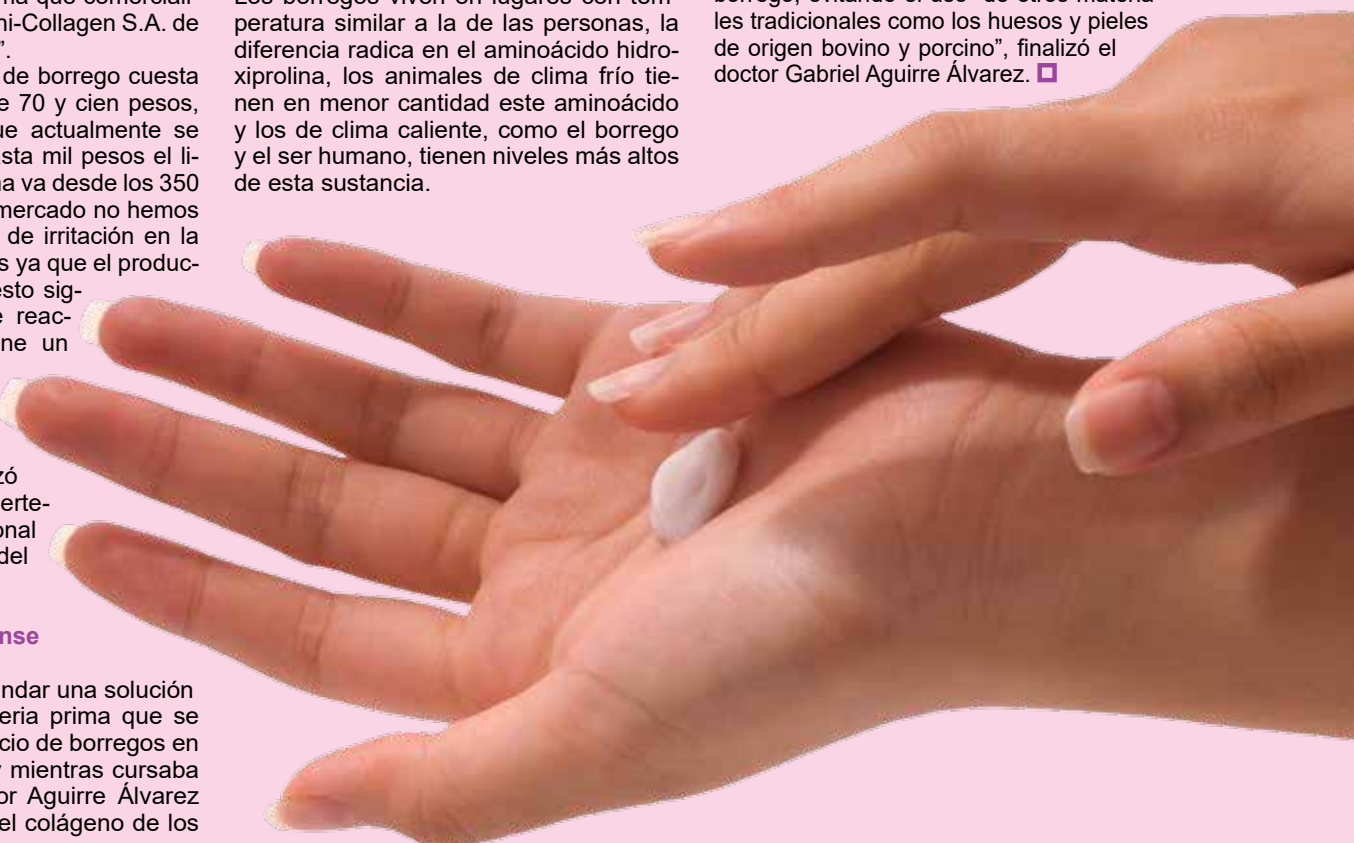 ni-Collagen S.A. de
”.
de borrego cuesta
e 70 y cien pesos,
ue actualmente se
sta mil pesos el li-
a va desde los 350
mercado no hemos
de irritación en la
s ya que el produc-
esto sig-
e reac-
ne un
zó
erte-
onal
del
nse
ndar una solución
eria prima que se
cio de borregos en
y mientras cursaba
or Aguirre Álvarez
el colágeno de los
Los borregos viven en lugares con tem-
peratura similar a la de las personas, la
diferencia radica en el aminoácido hidro-
xiprolina, los animales de clima frío tie-
nen en menor cantidad este aminoácido
y los de clima caliente, como el borrego
y el ser humano, tienen niveles más altos
de esta sustancia.
borrego, evitando el uso de otros materia-
les tradicionales como los huesos y pieles
de origen bovino y porcino”, finalizó el
doctor Gabriel Aguirre Álvarez.